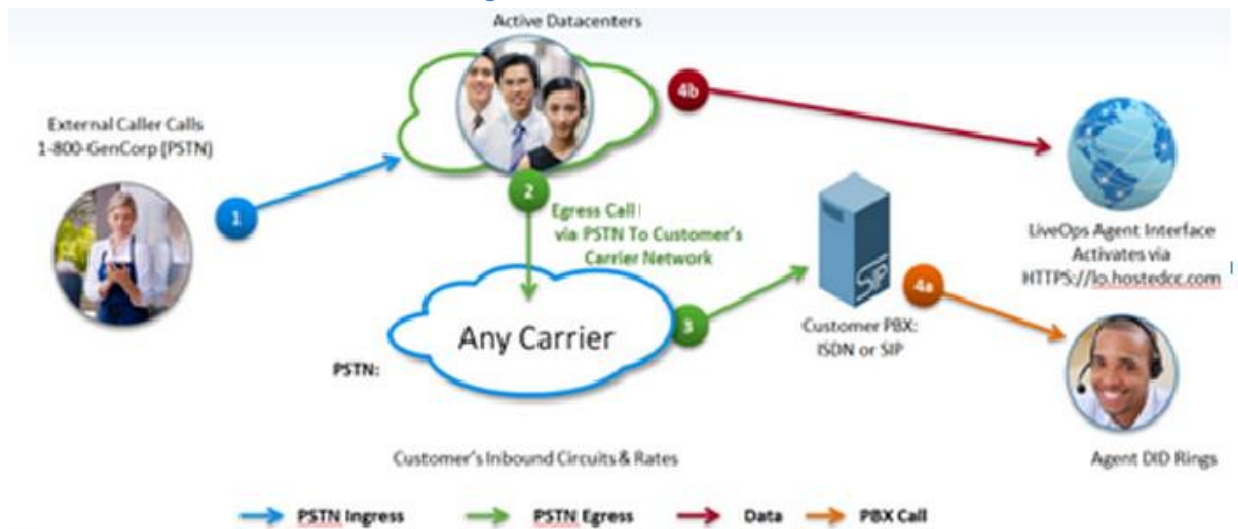 Active Datacenters
4b
External Caller Calls
1-800-GenCorp (PSTN)
1
2
Egress Call
via PSTN To Customer's
Carrier Network
LiveOps Agent Interface
Activates via
HTTPS://lo.hostedcc.com
SIP
4a
3
Any Carrier
Customer PBX:
ISDN or SIP
PSTN:
Customer's Inbound Circuits & Rates
Agent DID Rings
PSTN Ingress
PSTN Egress
Data
PBX Call